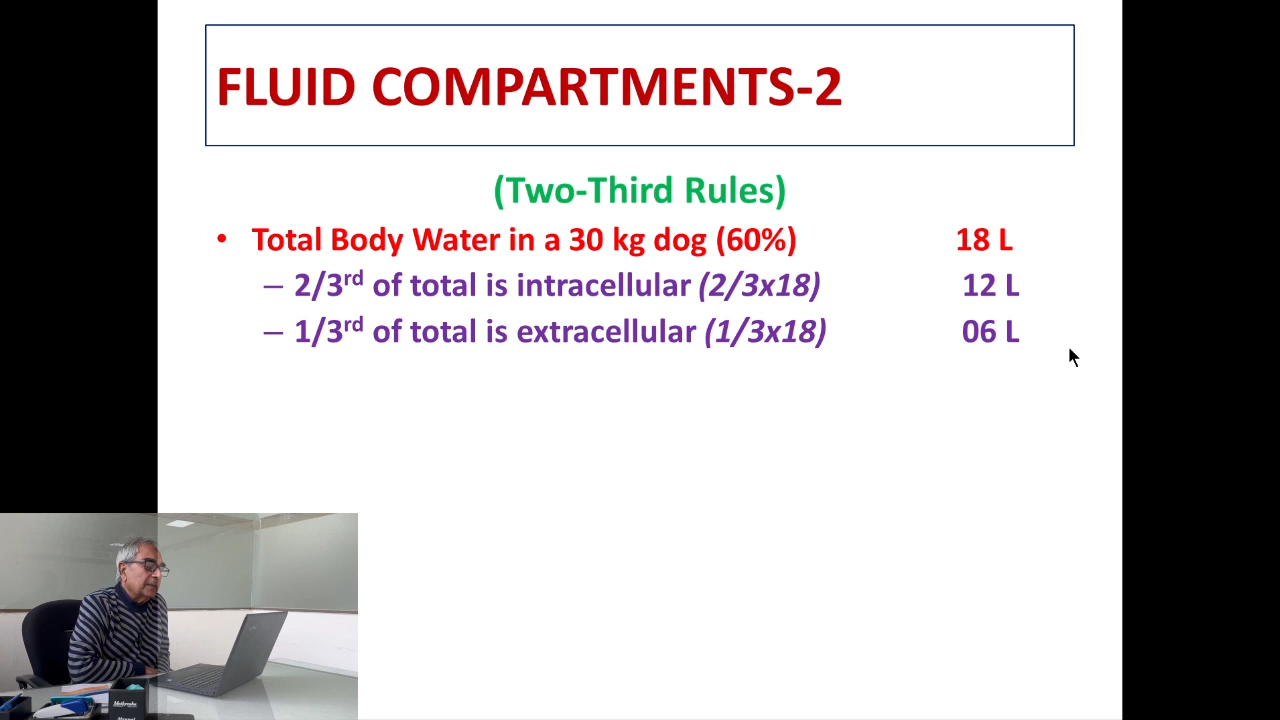 FLUID COMPARTMENTS-2
(Two-Third Rules)
• Total Body Water in a 30 kg dog (60%) 18 L
– 2/3rd of total is intracellular (2/3x18) 12 L
– 1/3rd of total is extracellular (1/3x18) 06 L